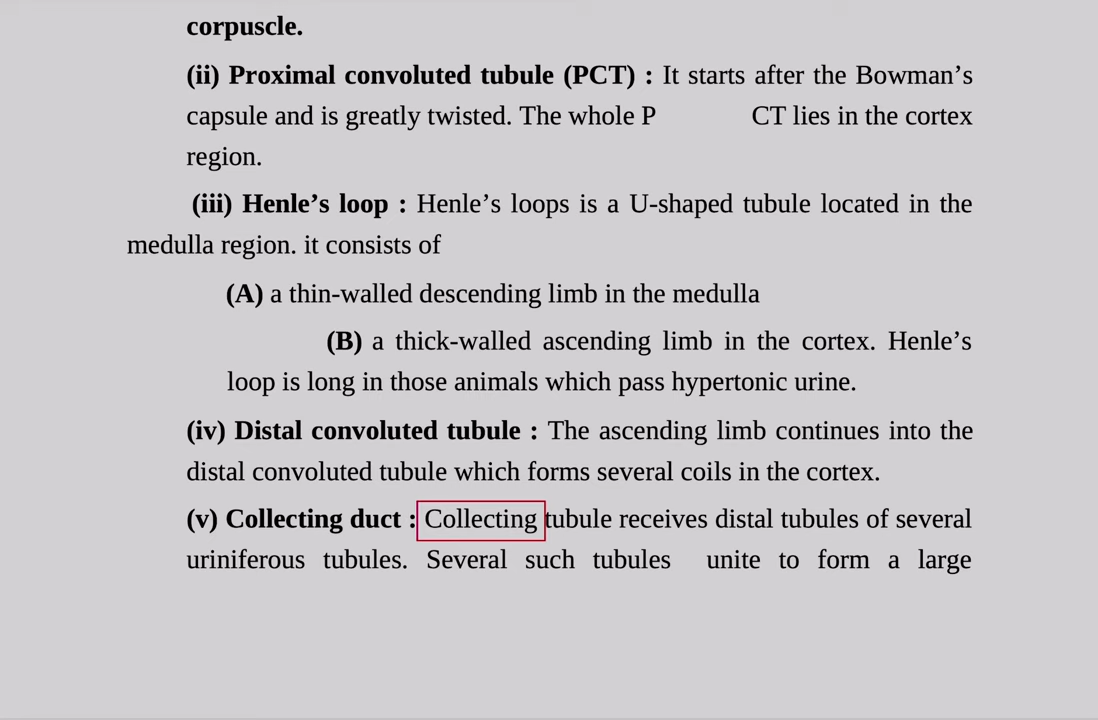 corpuscle.
(ii) Proximal convoluted tubule (PCT) : It starts after the Bowman’s
capsule and is greatly twisted. The whole P CT lies in the cortex
region.
(iii) Henle’s loop : Henle’s loops is a U-shaped tubule located in the
medulla region. it consists of
(A) a thin-walled descending limb in the medulla
(B) a thick-walled ascending limb in the cortex. Henle’s
loop is long in those animals which pass hypertonic urine.
(iv) Distal convoluted tubule : The ascending limb continues into the
distal convoluted tubule which forms several coils in the cortex.
(v) Collecting duct : Collecting tubule receives distal tubules of several
uriniferous tubules. Several such tubules unite to form a large